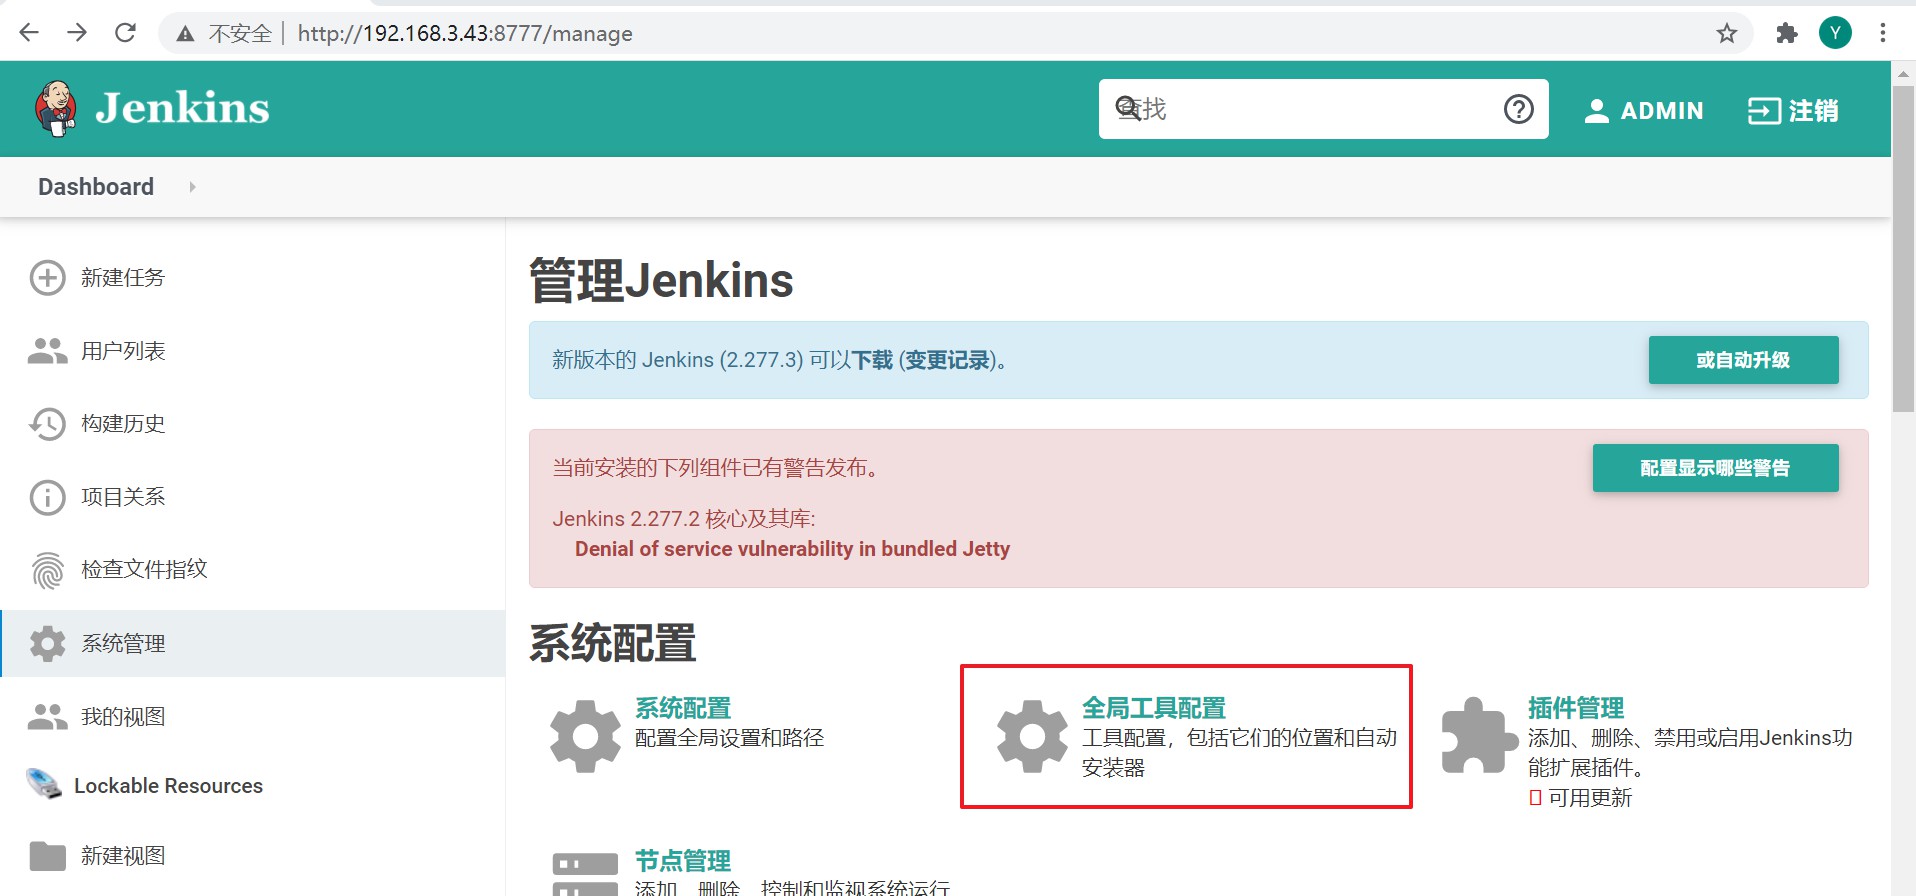 不安全 | http://192.168.3.43:8777/manage
Y
Jenkins
查找
ADMIN
注销
Dashboard
新建任务
用户列表
构建历史
项目关系
检查文件指纹
系统管理
我的视图
Lockable Resources
新建视图
管理Jenkins
新版本的 Jenkins (2.277.3) 可以下载 (变更记录)。
或自动升级
当前安装的下列组件已有警告发布。
配置显示哪些警告
Jenkins 2.277.2 核心及其库:
Denial of service vulnerability in bundled Jetty
系统配置
系统配置
配置全局设置和路径
全局工具配置
工具配置，包括它们的位置和自动
安装器
插件管理
添加、删除、禁用或启用Jenkins功
能扩展插件。
可用更新
节点管理
添加、删除、控制和监视系统运行